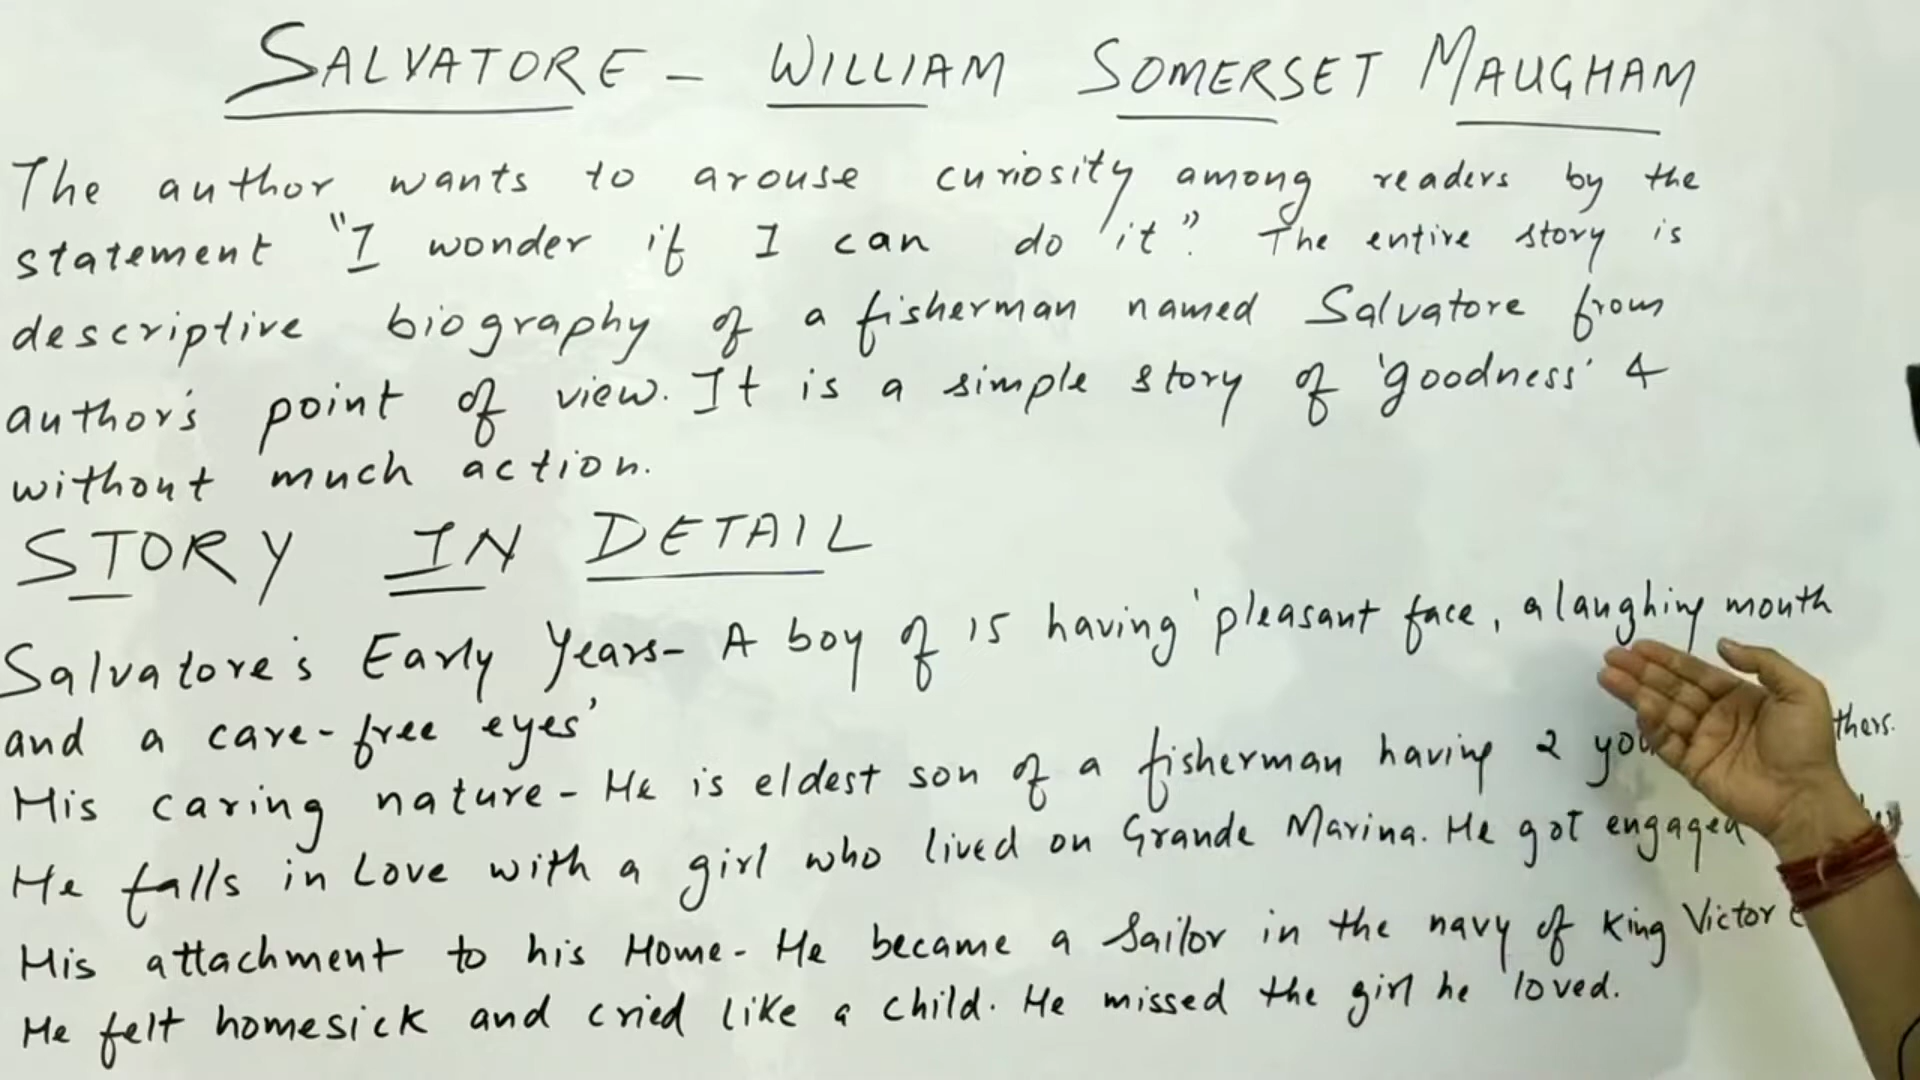 SALVATORE - WILLIAM SOMERSET MAUGHAM
The author wants to arouse curiosity among readers by the
statement "I wonder if I can do it". The entire story is
descriptive biography of a fisherman named Salvatore from
author's point of view. It is a simple story of 'goodness' &
without much action.
STORY IN DETAIL
Salvatore's Early Years- A boy of 15 having 'pleasant face, a laughing mouth
and a care-free eyes'
His caring nature - He is eldest son of a fisherman having 2
He falls in Love with a girl who lived on Grande Marina. He got engaged
His attachment to his Home - He became a Sailor in the navy of King Victor
He felt homesick and cried like a child. He missed the girl he loved.